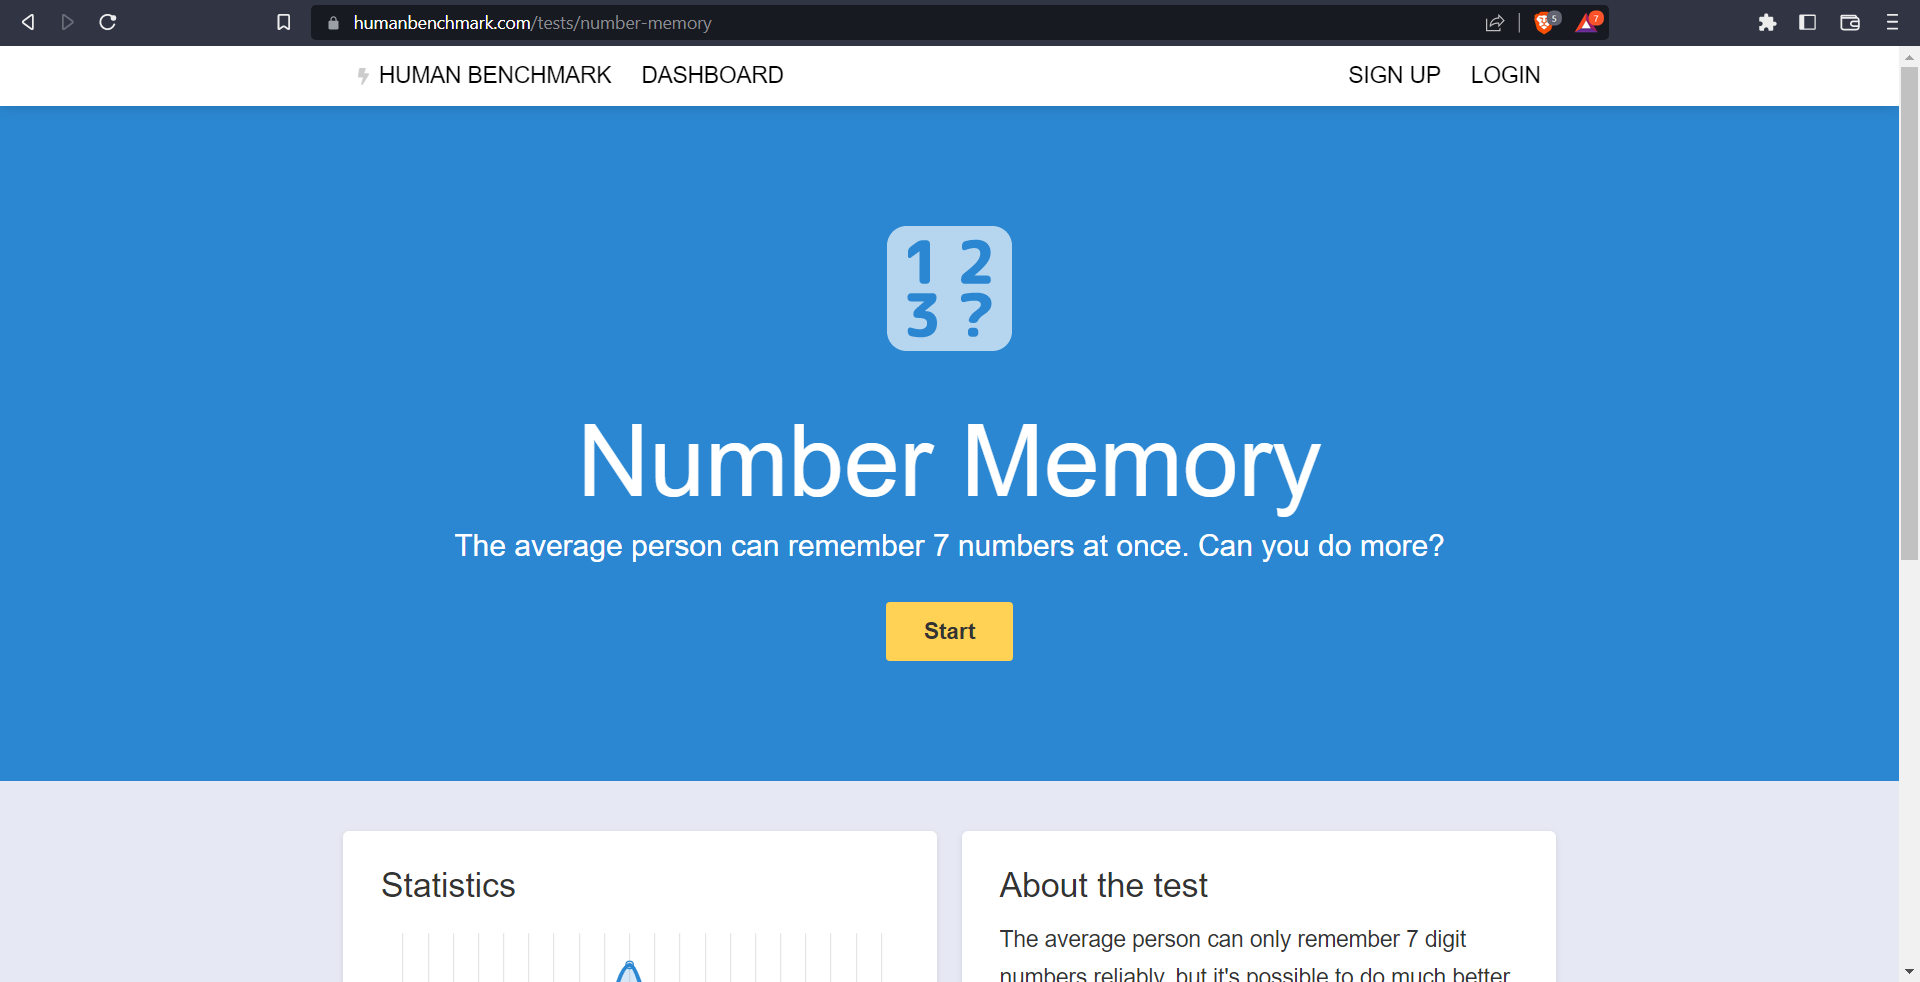 humanbenchmark.com/tests/number-memory
5
7
HUMAN BENCHMARK DASHBOARD SIGN UP LOGIN
1 2
3 ?
Number Memory
The average person can remember 7 numbers at once. Can you do more?
Start
Statistics
About the test
The average person can only remember 7 digit
numbers reliably, but it's possible to do much better